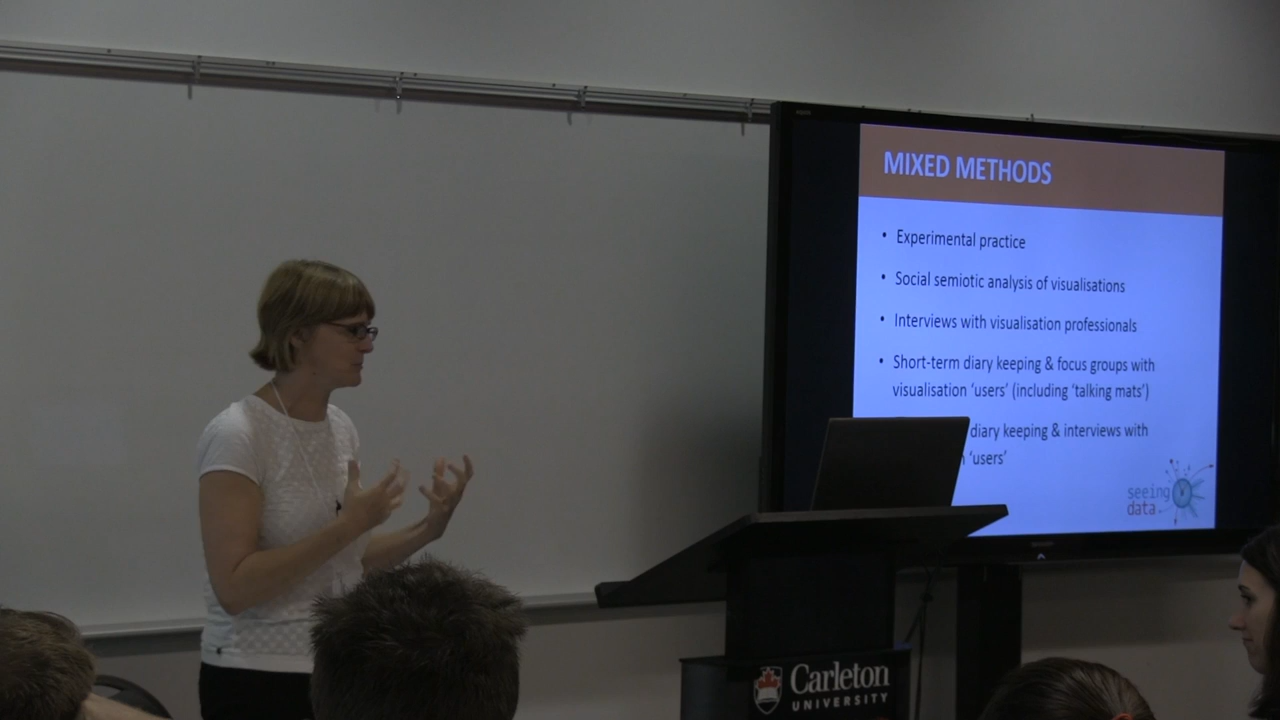 MIXED METHODS
• Experimental practice
• Social semiotic analysis of visualisations
• Interviews with visualisation professionals
• Short-term diary keeping & focus groups with
visualisation ‘users’ (including ‘talking mats’)
diary keeping & interviews with
‘users’
seeing
data
Carleton
UNIVERSITY